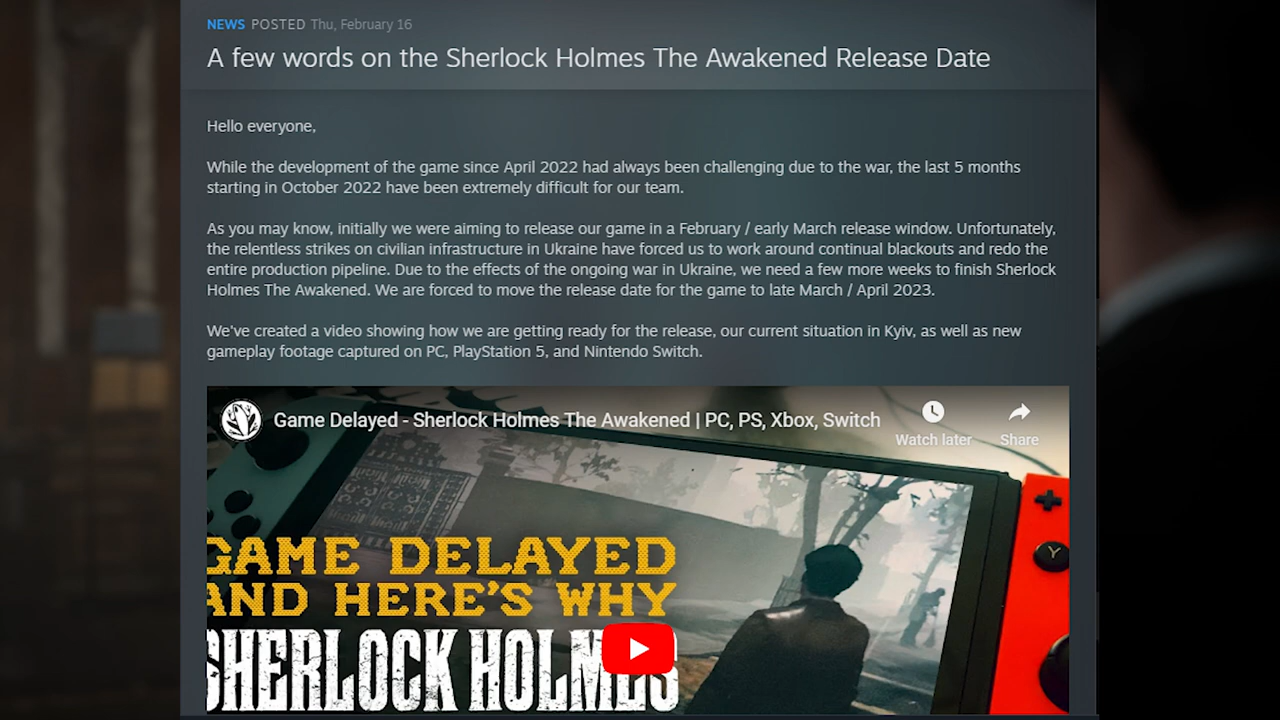 NEWS POSTED Thu, February 16
A few words on the Sherlock Holmes The Awakened Release Date
Hello everyone,
While the development of the game since April 2022 had always been challenging due to the war, the last 5 months
starting in October 2022 have been extremely difficult for our team.
As you may know, initially we were aiming to release our game in a February / early March release window. Unfortunately,
the relentless strikes on civilian infrastructure in Ukraine have forced us to work around continual blackouts and redo the
entire production pipeline. Due to the effects of the ongoing war in Ukraine, we need a few more weeks to finish Sherlock
Holmes The Awakened. We are forced to move the release date for the game to late March / April 2023.
We've created a video showing how we are getting ready for the release, our current situation in Kyiv, as well as new
gameplay footage captured on PC, PlayStation 5, and Nintendo Switch.
Game Delayed - Sherlock Holmes The Awakened | PC, PS, Xbox, Switch
Watch later
Share
GAME DELAYED
AND HERE'S WHY
SHERLOCK HOLMES
Y